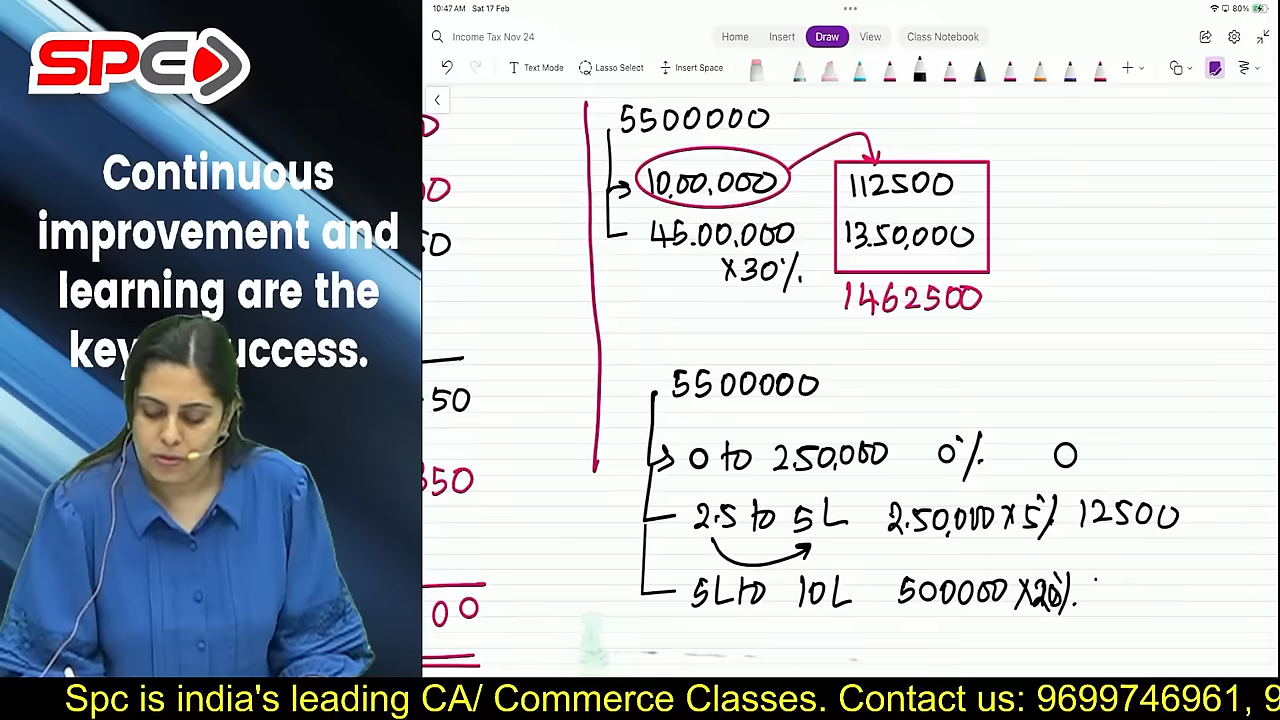 10:47 AM Sat 17 Feb
80%
Income Tax Nov 24
Home Insert Draw View Class Notebook
Text Mode Lasso Select Insert Space
SPC
Continuous
improvement and
learning are the
key success.
5500000
10,00,000 112500
45.00,000 13.50,000
x30%
1462500
50
50
350
00
5500000
0 to 250,000 0% 0
2.5 to 5L 2.50,000 x 5% 12500
5L to 10L 500000 x 20%
Spc is india's leading CA/ Commerce Classes. Contact us: 9699746961, 9